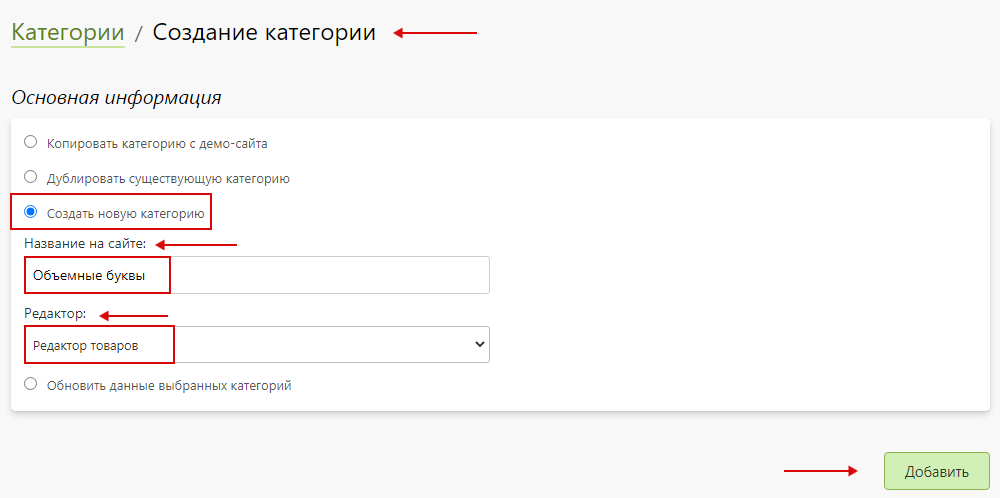 Категории / Создание категории
Основная информация
Копировать категорию с демо-сайта
Дублировать существующую категорию
Создать новую категорию
Название на сайте:
Объемные буквы
Редактор:
Редактор товаров
Обновить данные выбранных категорий
Добавить